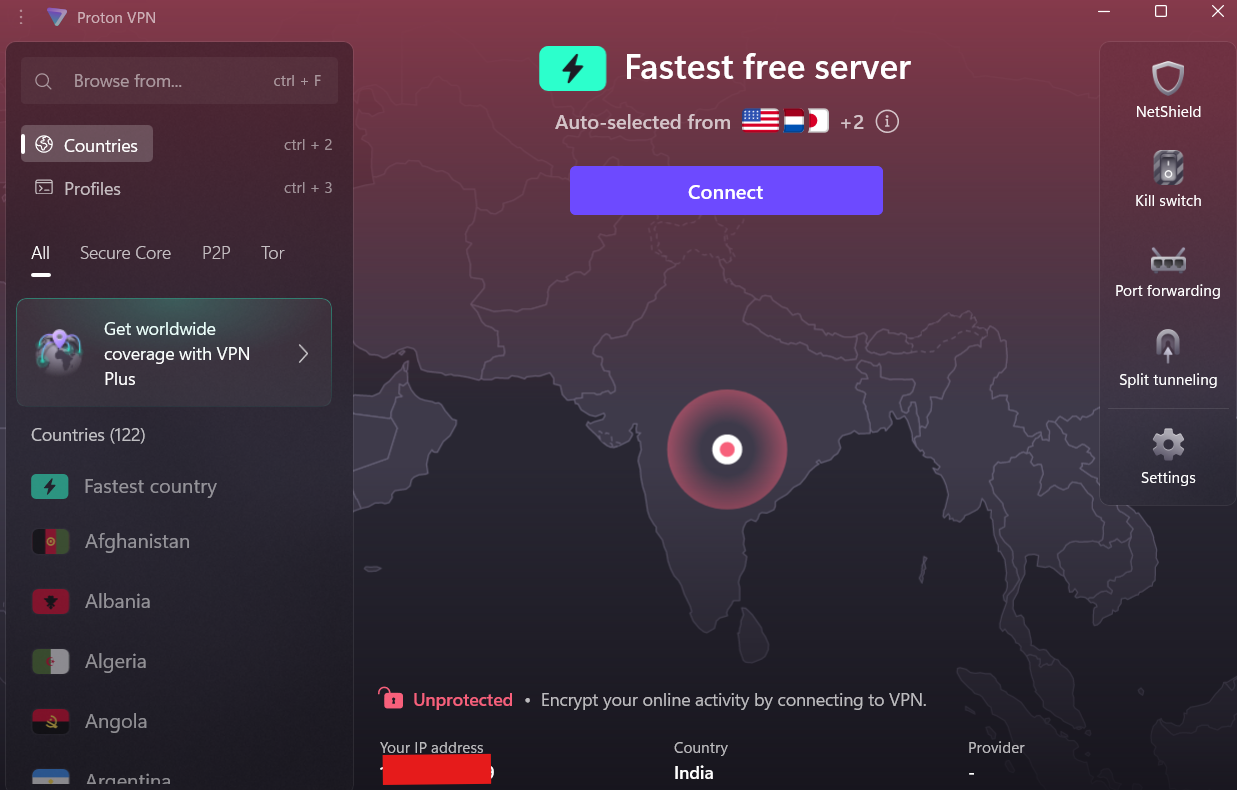 Proton VPN
Browse from...
ctrl + F
Countries
ctrl + 2
Profiles
ctrl + 3
All
Secure Core
P2P
Tor
Get worldwide
coverage with VPN
Plus
Countries (122)
Fastest country
Afghanistan
Albania
Algeria
Angola
Argentina
Fastest free server
Auto-selected from
+2
Connect
Unprotected • Encrypt your online activity by connecting to VPN.
Your IP address
Country
India
Provider
-
NetShield
Kill switch
Port forwarding
Split tunneling
Settings